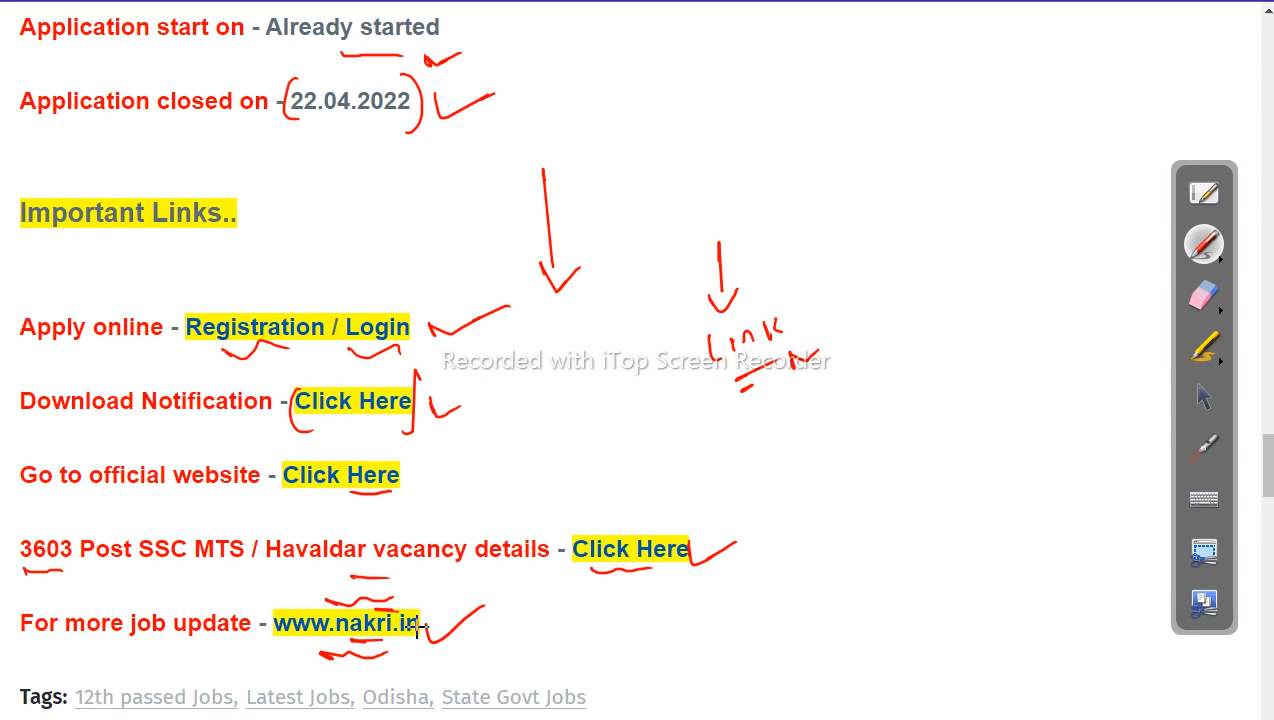 Application start on - Already started
Application closed on - 22.04.2022
Important Links..
Apply online - Registration / Login
Link
Recorded with iTop Screen Recorder
Download Notification - Click Here
Go to official website - Click Here
3603 Post SSC MTS / Havaldar vacancy details - Click Here
For more job update - www.nakri.in
Tags: 12th passed Jobs, Latest Jobs, Odisha, State Govt Jobs